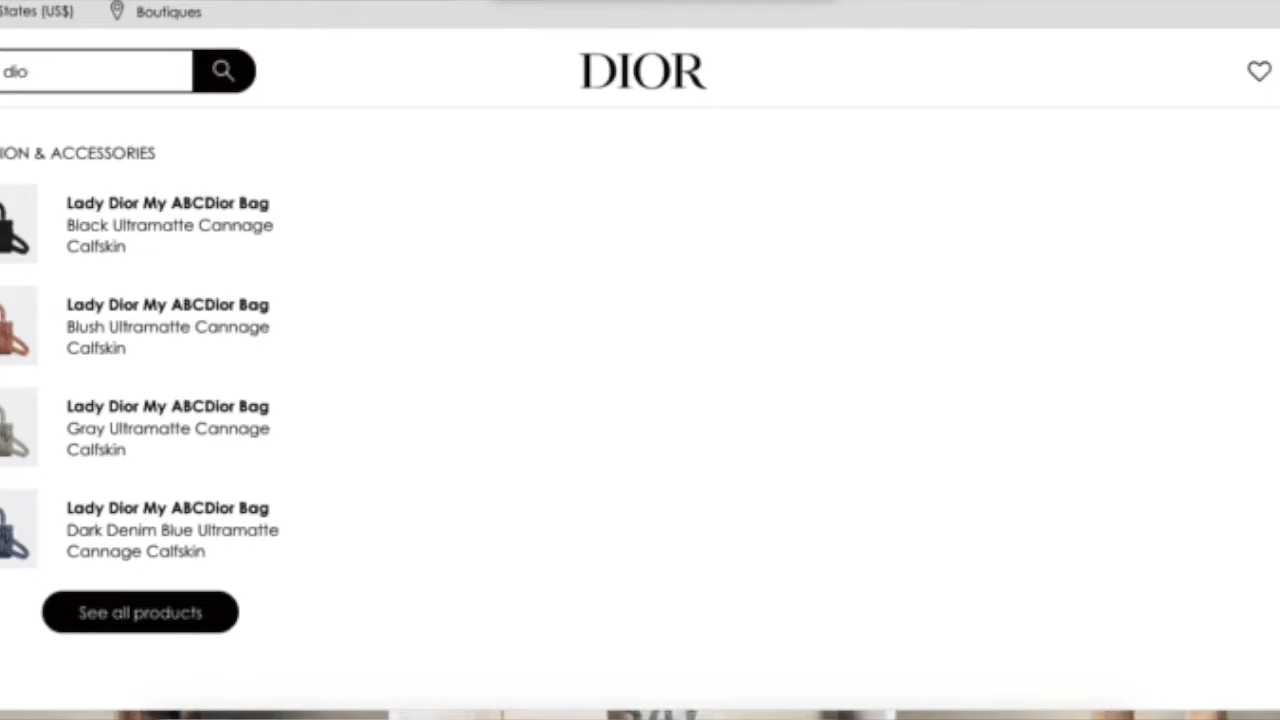 States (US$) Boutiques
dio
DIOR
ION & ACCESSORIES
Lady Dior My ABCDior Bag
Black Ultramatte Cannage
Calfskin
Lady Dior My ABCDior Bag
Blush Ultramatte Cannage
Calfskin
Lady Dior My ABCDior Bag
Gray Ultramatte Cannage
Calfskin
Lady Dior My ABCDior Bag
Dark Denim Blue Ultramatte
Cannage Calfskin
See all products